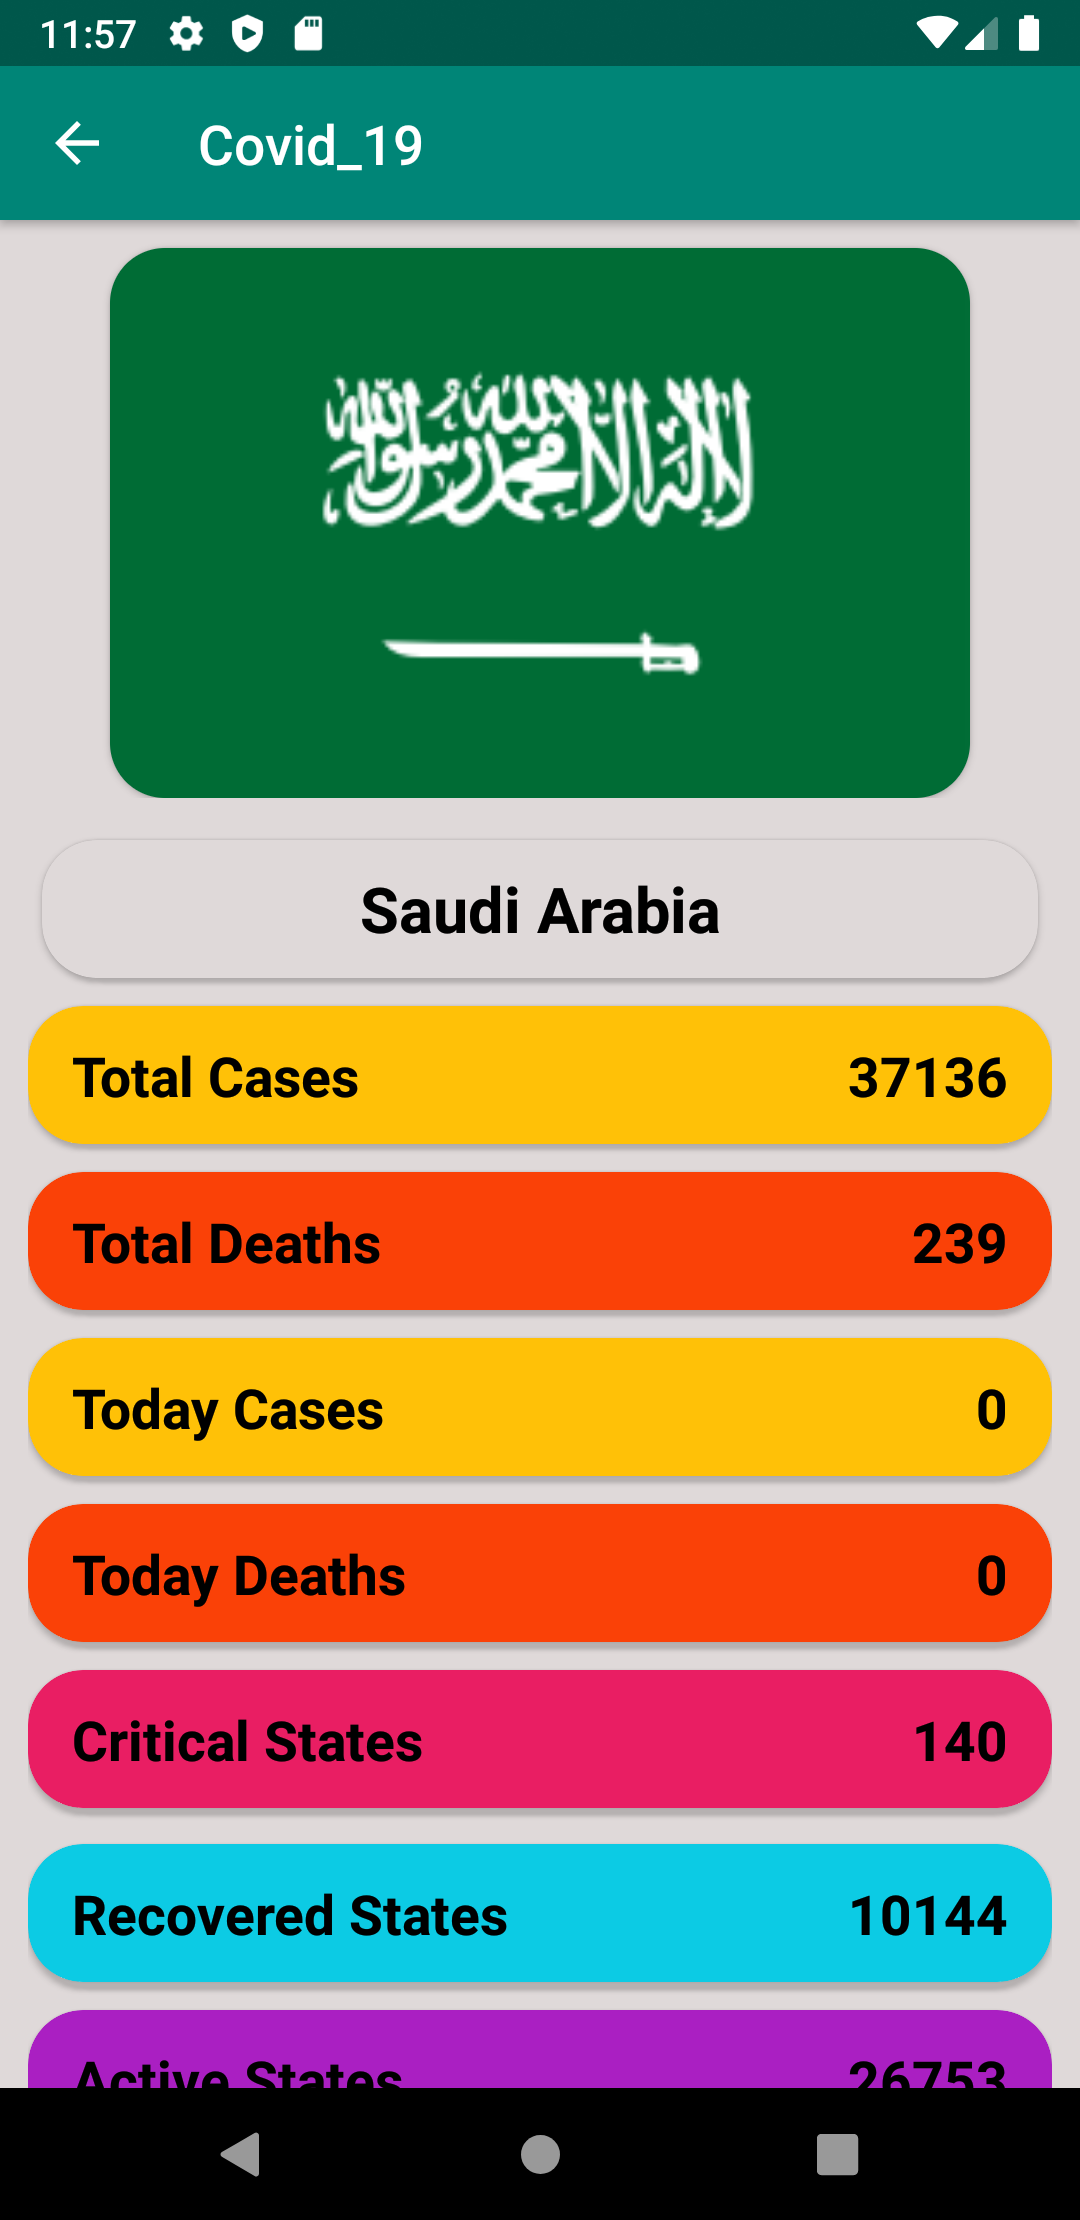 11:57
Covid_19
لا إله إلا الله محمد رسول الله
Saudi Arabia
Total Cases 37136
Total Deaths 239
Today Cases 0
Today Deaths 0
Critical States 140
Recovered States 10144
Active States 26753